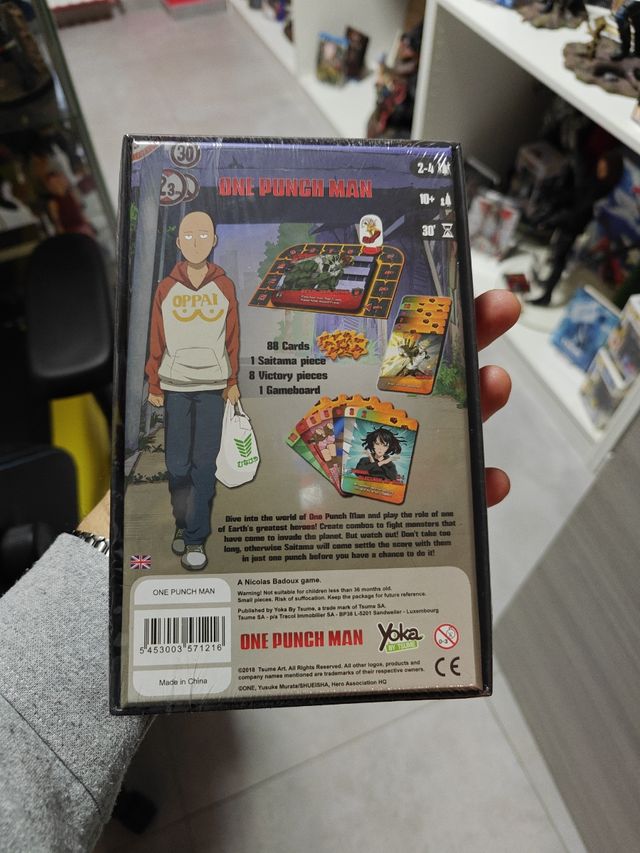 30
2-4
10+
30'
ONE PUNCH MAN
OPPAI
88 Cards
1 Saitama piece
8 Victory pieces
1 Gameboard
Dive into the world of One Punch Man and play the role of one
of Earth's greatest heroes! Create combos to fight monsters that
have come to invade the planet. But watch out! Don't take too
long, otherwise Saitama will come settle the score with them
in just one punch before you have a chance to do it!
A Nicolas Badoux game.
Warning! Not suitable for children less than 36 months old.
Small pieces. Risk of suffocation. Keep the package for future reference.
Published by Yoka By Tsume, a trade mark of Tsume SA.
Tsume SA - p/a Tracol Immobilier SA - BP38 L-5201 Sandweiler - Luxembourg
ONE PUNCH MAN
5 453003 571216
Made in China
ONE PUNCH MAN
Yoka
BY TSUME
0-3
CE
©2018 Tsume Art. All Rights Reserved. All other logos, products and
company names mentioned are trademarks of their respective owners.
©ONE, Yusuke Murata/SHUEISHA, Hero Association HQ